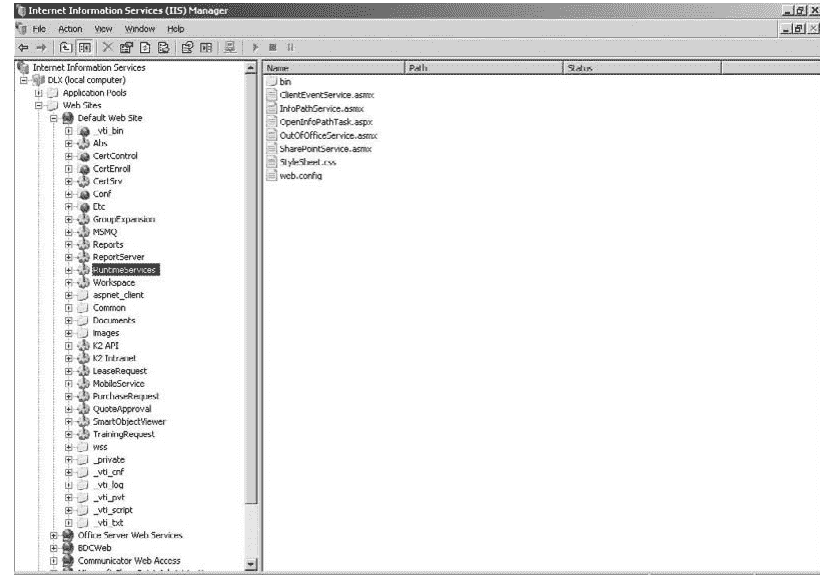 Internet Information Services (IIS) Manager
File Action View Window Help
Internet Information Services
DLX (local computer)
Application Pools
Web Sites
Default Web Site
_vti_bin
Abs
CertControl
CertEnroll
CertSrv
Conf
Etc
GroupExpansion
MSMQ
Reports
ReportServer
RuntimeServices
Workspace
aspnet_client
Common
Documents
Images
K2 API
K2 Intranet
LeaseRequest
MobileService
PurchaseRequest
QuoteApproval
SmartObjectViewer
TrainingRequest
wss
_private
_vti_cnf
_vti_log
_vti_pvt
_vti_script
_vti_txt
Office Server Web Services
BDCWeb
Communicator Web Access
Name Path Status
bin
ClientEventService.asmx
InfoPathService.asmx
OpenInfoPathTask.aspx
OutOfOfficeService.asmx
SharePointService.asmx
StyleSheet.css
web.config